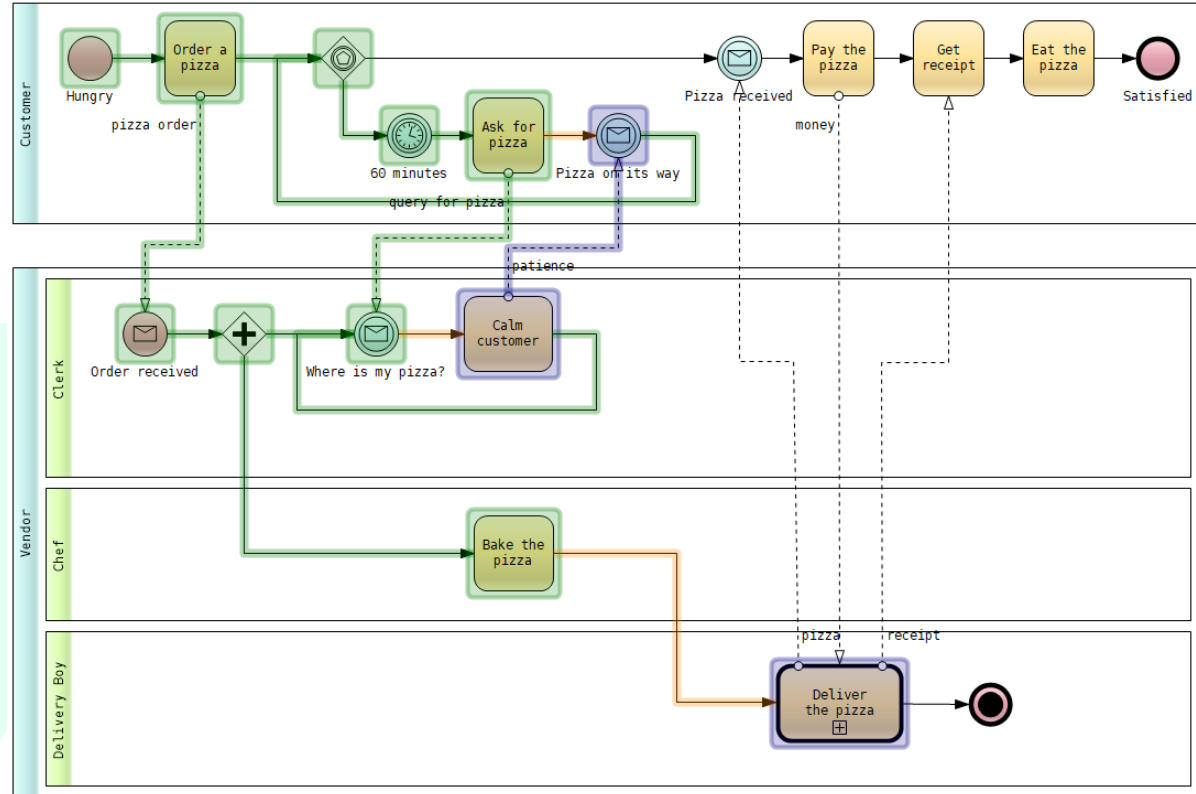 Customer
Hungry
Order a
pizza
pizza order
60 minutes
Ask for
pizza
query for pizza
Pizza on its way
Pizza received
Pay the
pizza
money
Get
receipt
Eat the
pizza
Satisfied
patience
Vendor
Clerk
Order received
Where is my pizza?
Calm
customer
Chef
Bake the
pizza
Delivery Boy
pizza
receipt
Deliver
the pizza